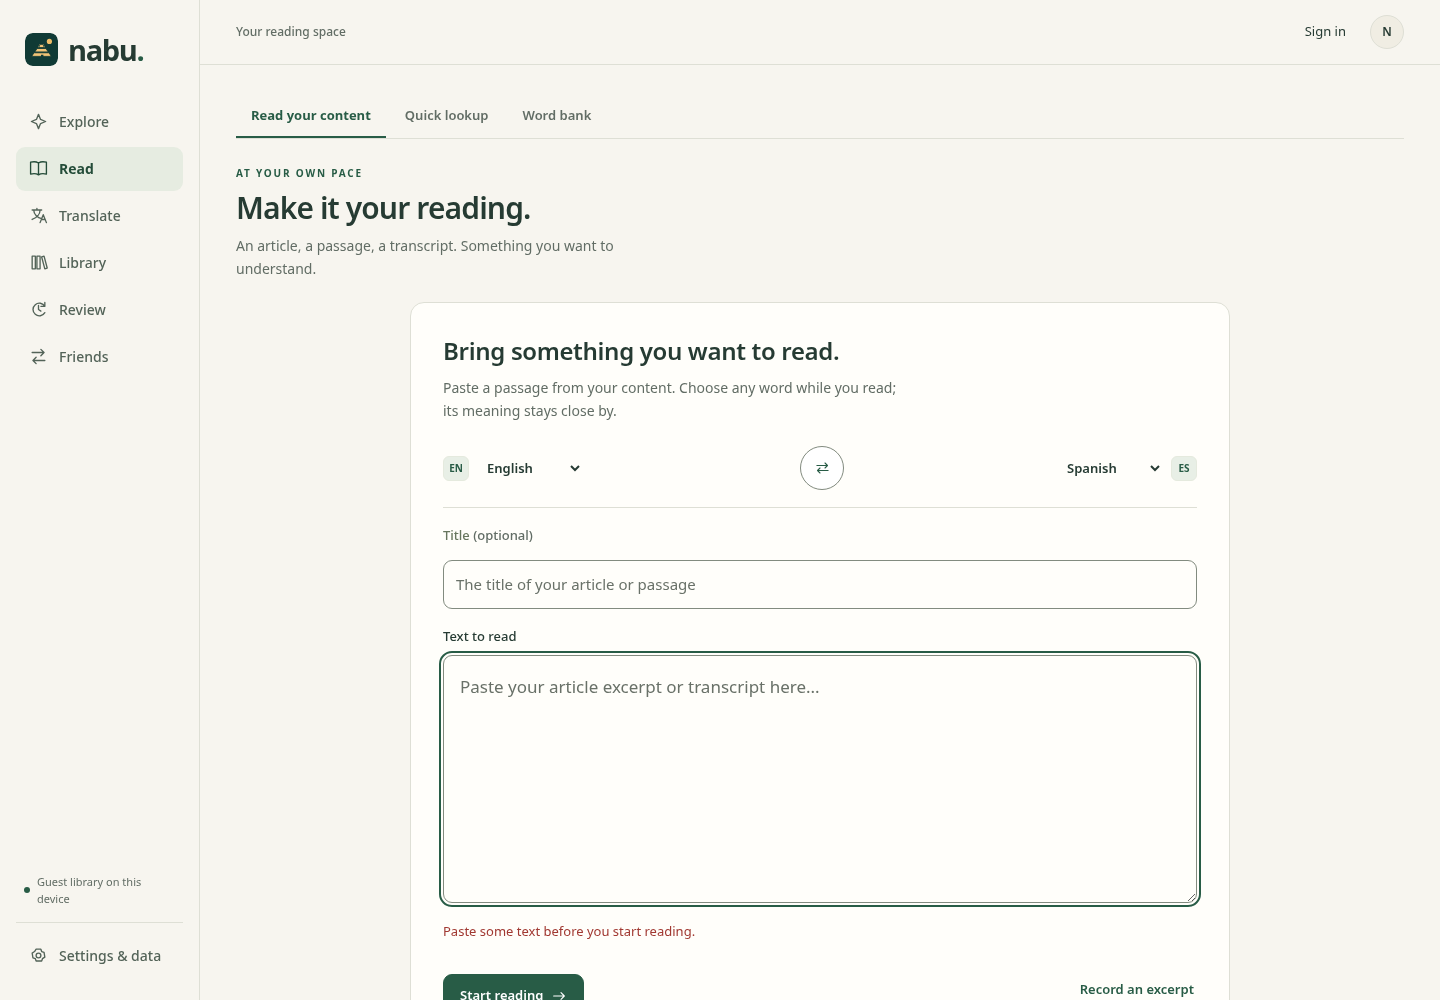 nabu.
Your reading space
Sign in
N
Explore
Read
Translate
Library
Review
Friends
Guest library on this
device
Settings & data
Read your content
Quick lookup
Word bank
AT YOUR OWN PACE
Make it your reading.
An article, a passage, a transcript. Something you want to
understand.
Bring something you want to read.
Paste a passage from your content. Choose any word while you read;
its meaning stays close by.
EN English
Spanish ES
Title (optional)
The title of your article or passage
Text to read
Paste your article excerpt or transcript here...
Paste some text before you start reading.
Start reading →
Record an excerpt